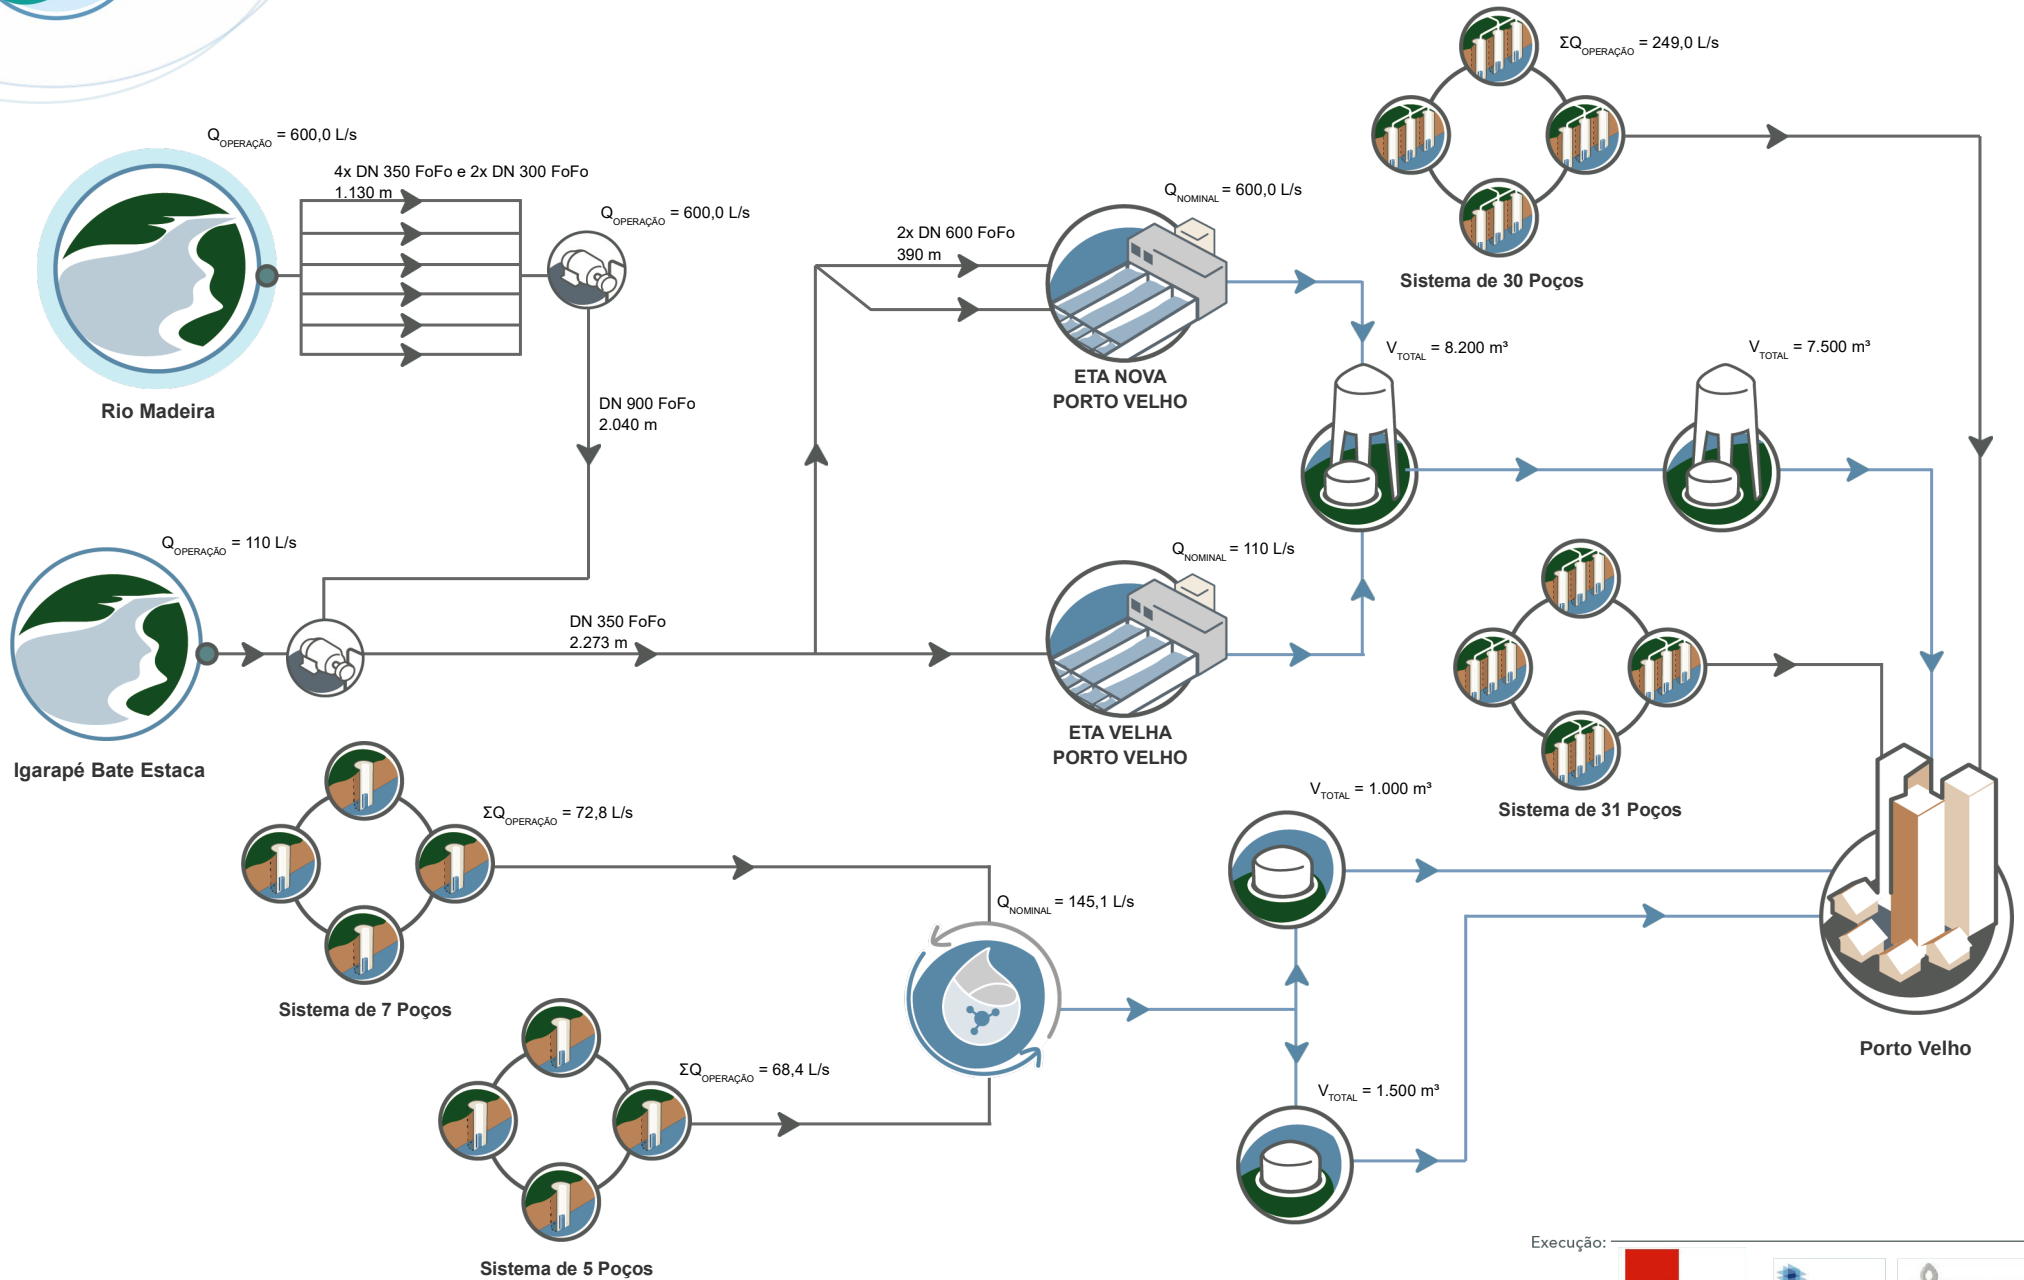 ΣQOPERAÇÃO = 249,0 L/s
Sistema de 30 Poços
QOPERAÇÃO = 600,0 L/s
4x DN 350 FoFo e 2x DN 300 FoFo
1.130 m
QOPERAÇÃO = 600,0 L/s
Rio Madeira
DN 900 FoFo
2.040 m
2x DN 600 FoFo
390 m
QNOMINAL = 600,0 L/s
ETA NOVA
PORTO VELHO
VTOTAL = 8.200 m³
VTOTAL = 7.500 m³
QOPERAÇÃO = 110 L/s
Igarapé Bate Estaca
DN 350 FoFo
2.273 m
QNOMINAL = 110 L/s
ETA VELHA
PORTO VELHO
Sistema de 31 Poços
ΣQOPERAÇÃO = 72,8 L/s
Sistema de 7 Poços
QNOMINAL = 145,1 L/s
VTOTAL = 1.000 m³
ΣQOPERAÇÃO = 68,4 L/s
Sistema de 5 Poços
VTOTAL = 1.500 m³
Porto Velho
Execução: